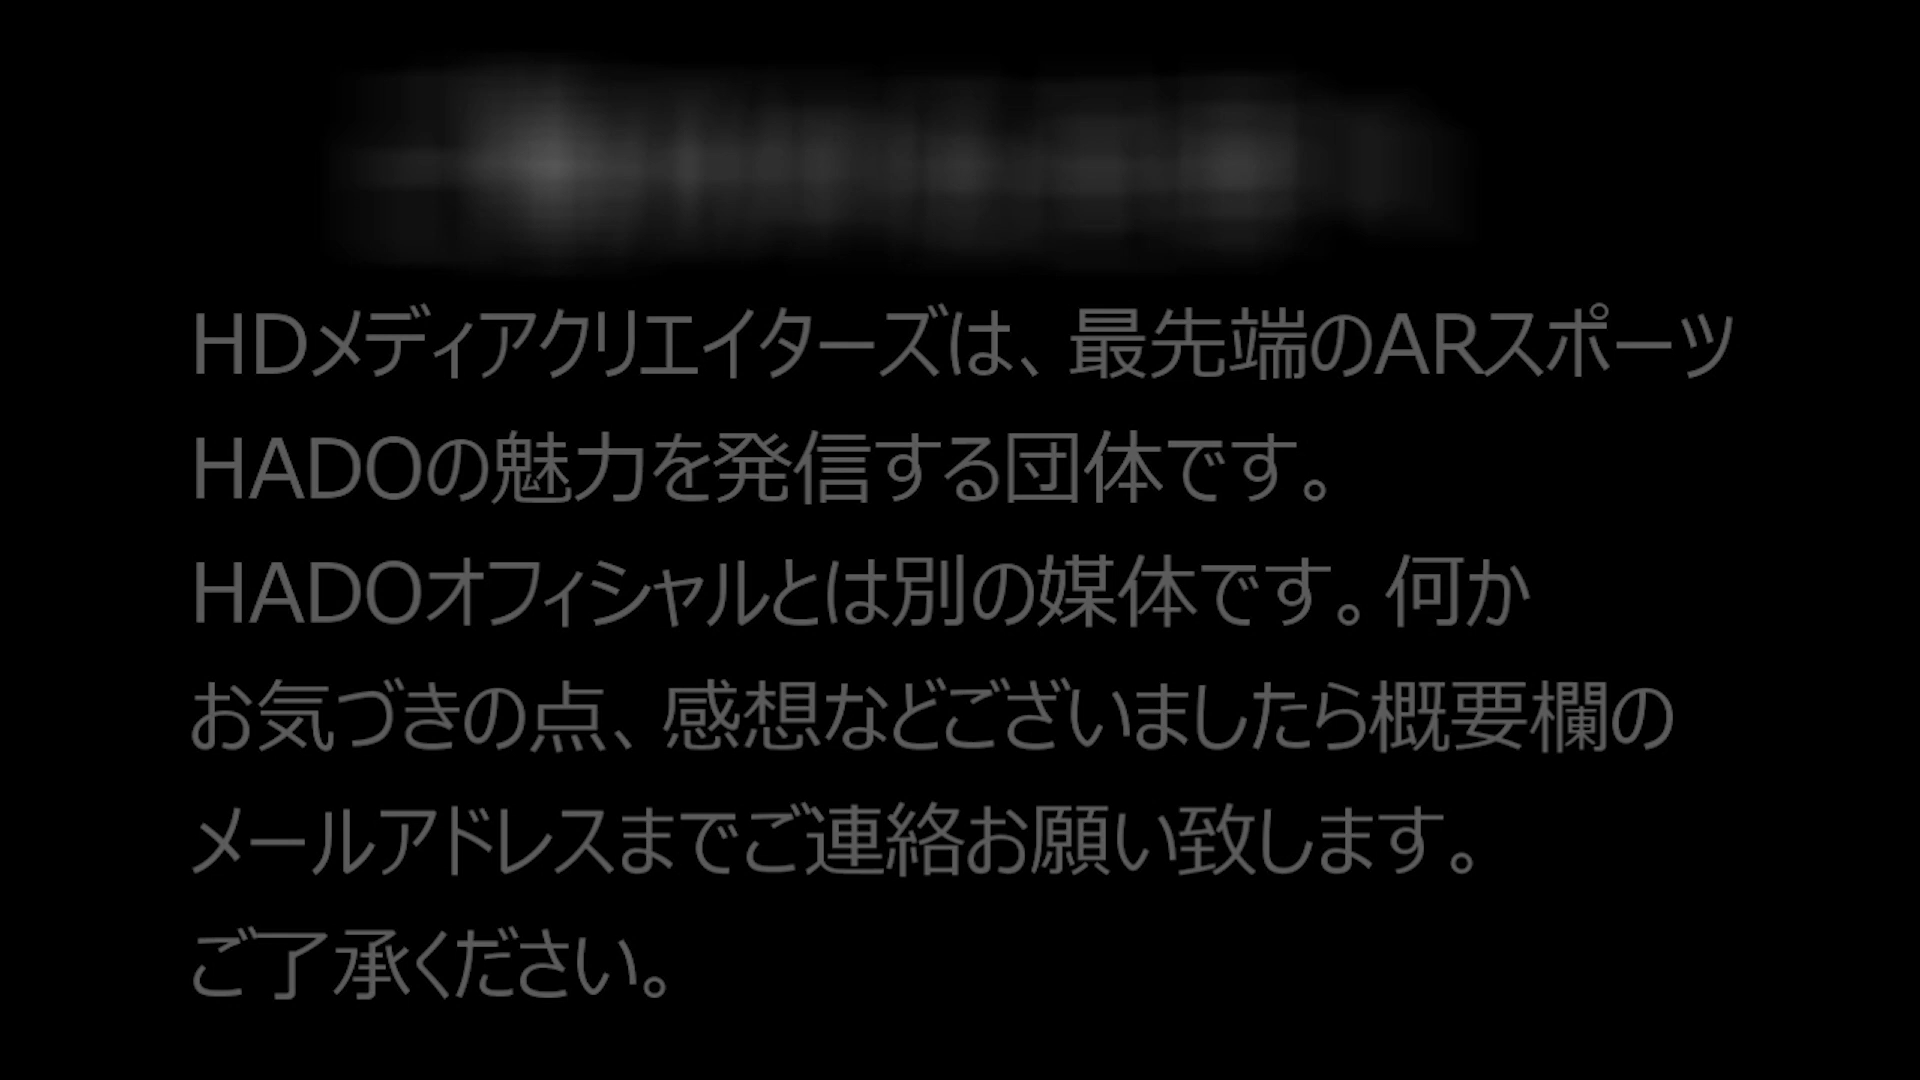 HDメディアクリエイターズは、最先端のARスポーツ
HADOの魅力を発信する団体です。
HADOオフィシャルとは別の媒体です。何か
お気づきの点、感想などございましたら概要欄の
メールアドレスまでご連絡お願い致します。
ご了承ください。